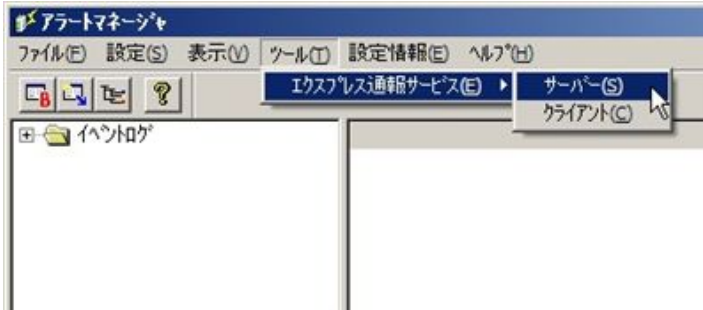 アラートマネージャ
ファイル(F) 設定(S) 表示(V) ツール(T) 設定情報(E) ヘルプ(H)
エクスプレス通報サービス(E) サーバー(S)
クライアント(C)
イベントログ